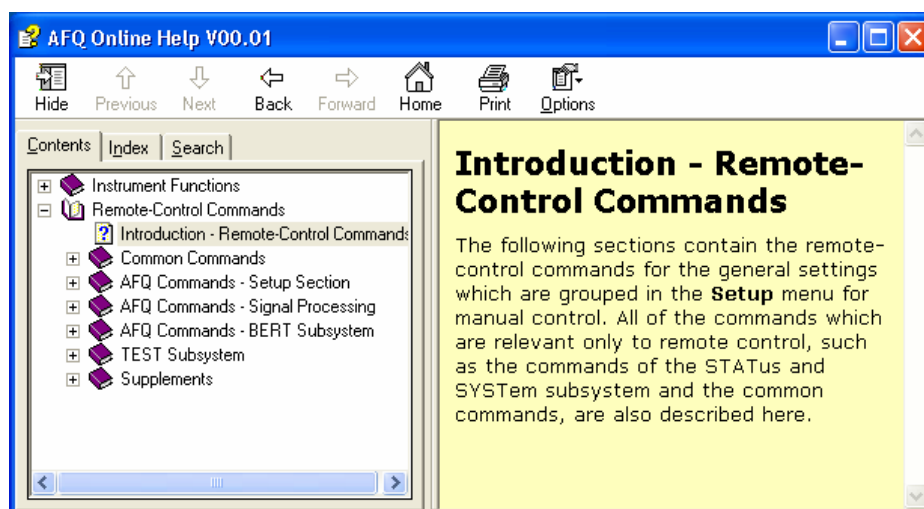 AFQ Online Help V00.01
Hide Previous Next Back Forward Home Print Options
Contents Index Search
Instrument Functions
Remote-Control Commands
Introduction - Remote-Control Commands
Common Commands
AFQ Commands - Setup Section
AFQ Commands - Signal Processing
AFQ Commands - BERT Subsystem
TEST Subsystem
Supplements
Introduction - Remote-
Control Commands
The following sections contain the remote-
control commands for the general settings
which are grouped in the Setup menu for
manual control. All of the commands which
are relevant only to remote control, such
as the commands of the STATus and
SYSTem subsystem and the common
commands, are also described here.